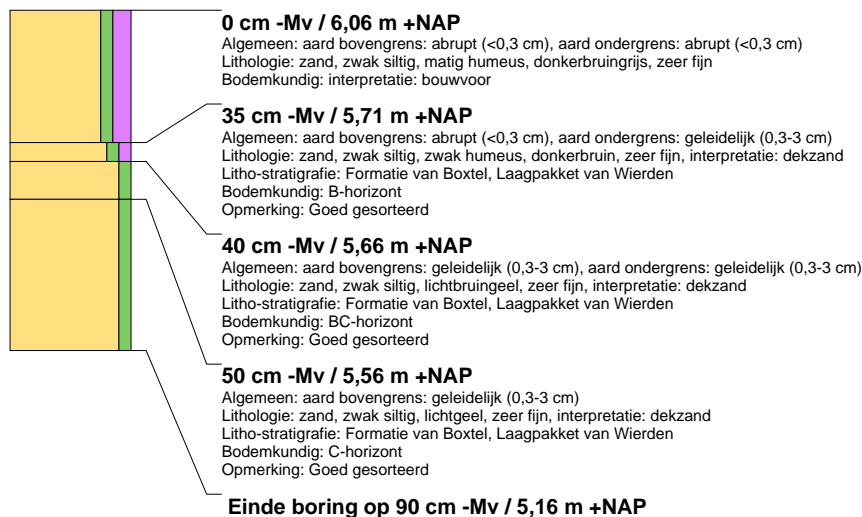 0 cm -Mv / 6,06 m +NAP
Algemeen: aard bovengrens: abrupt (<0,3 cm), aard ondergrens: abrupt (<0,3 cm)
Lithologie: zand, zwak siltig, matig humeus, donkerbruingrijs, zeer fijn
Bodemkundig: interpretatie: bouwvoor
35 cm -Mv / 5,71 m +NAP
Algemeen: aard bovengrens: abrupt (<0,3 cm), aard ondergrens: geleidelijk (0,3-3 cm)
Lithologie: zand, zwak siltig, zwak humeus, donkerbruin, zeer fijn, interpretatie: dekzand
Litho-stratigrafie: Formatie van Boxtel, Laagpakket van Wierden
Bodemkundig: B-horizont
Opmerking: Goed gesorteerd
40 cm -Mv / 5,66 m +NAP
Algemeen: aard bovengrens: geleidelijk (0,3-3 cm), aard ondergrens: geleidelijk (0,3-3 cm)
Lithologie: zand, zwak siltig, lichtbruingeel, zeer fijn, interpretatie: dekzand
Litho-stratigrafie: Formatie van Boxtel, Laagpakket van Wierden
Bodemkundig: BC-horizont
Opmerking: Goed gesorteerd
50 cm -Mv / 5,56 m +NAP
Algemeen: aard bovengrens: geleidelijk (0,3-3 cm)
Lithologie: zand, zwak siltig, lichtgeel, zeer fijn, interpretatie: dekzand
Litho-stratigrafie: Formatie van Boxtel, Laagpakket van Wierden
Bodemkundig: C-horizont
Opmerking: Goed gesorteerd
Einde boring op 90 cm -Mv / 5,16 m +NAP